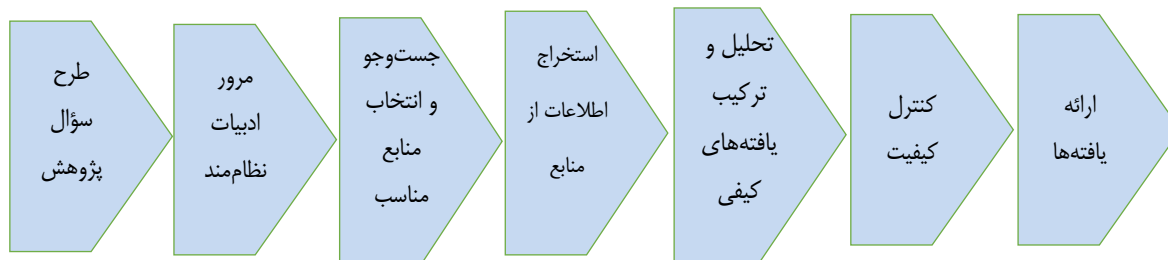 طرح
سؤال
پژوهش
مرور
ادبیات
نظام‌مند
جست‌وجو
و انتخاب
منابع
مناسب
استخراج
اطلاعات از
منابع
تحلیل و
ترکیب
یافته‌های
کیفی
کنترل
کیفیت
ارائه
یافته‌ها